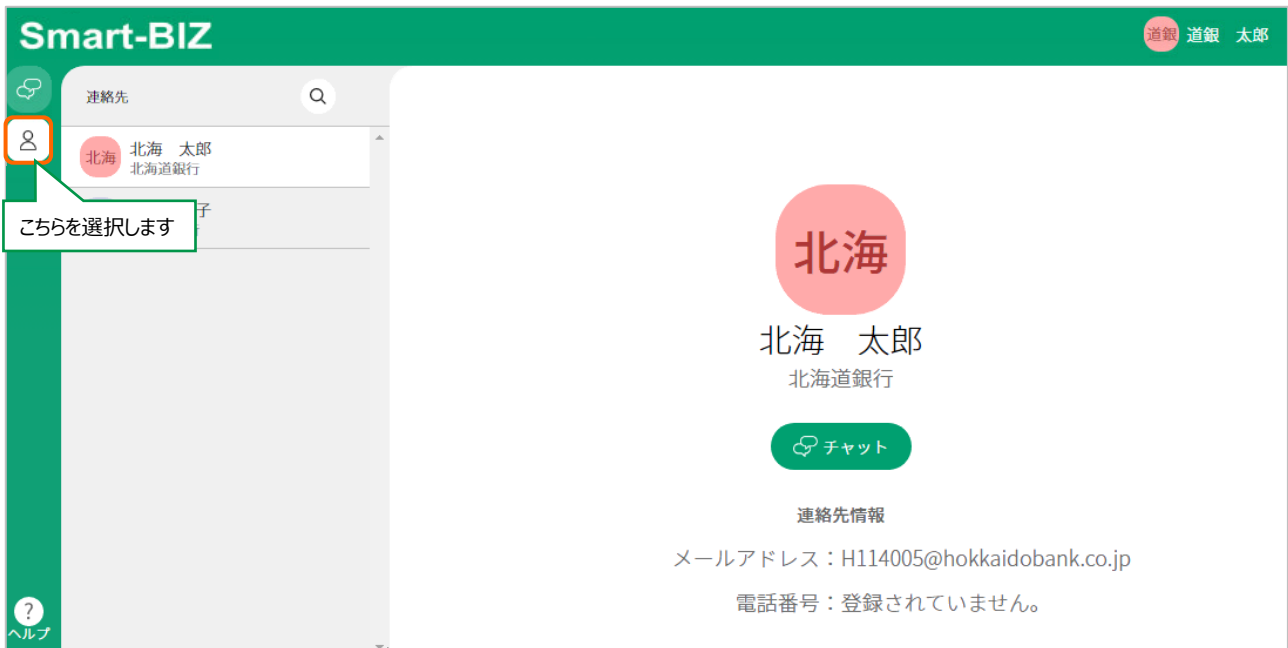 Smart-BIZ
道銀 道銀　太郎
連絡先
北海 北海　太郎
北海道銀行
子
こちらを選択します
北海
北海　太郎
北海道銀行
チャット
連絡先情報
メールアドレス：H114005@hokkaidobank.co.jp
電話番号：登録されていません。
?
ヘルプ